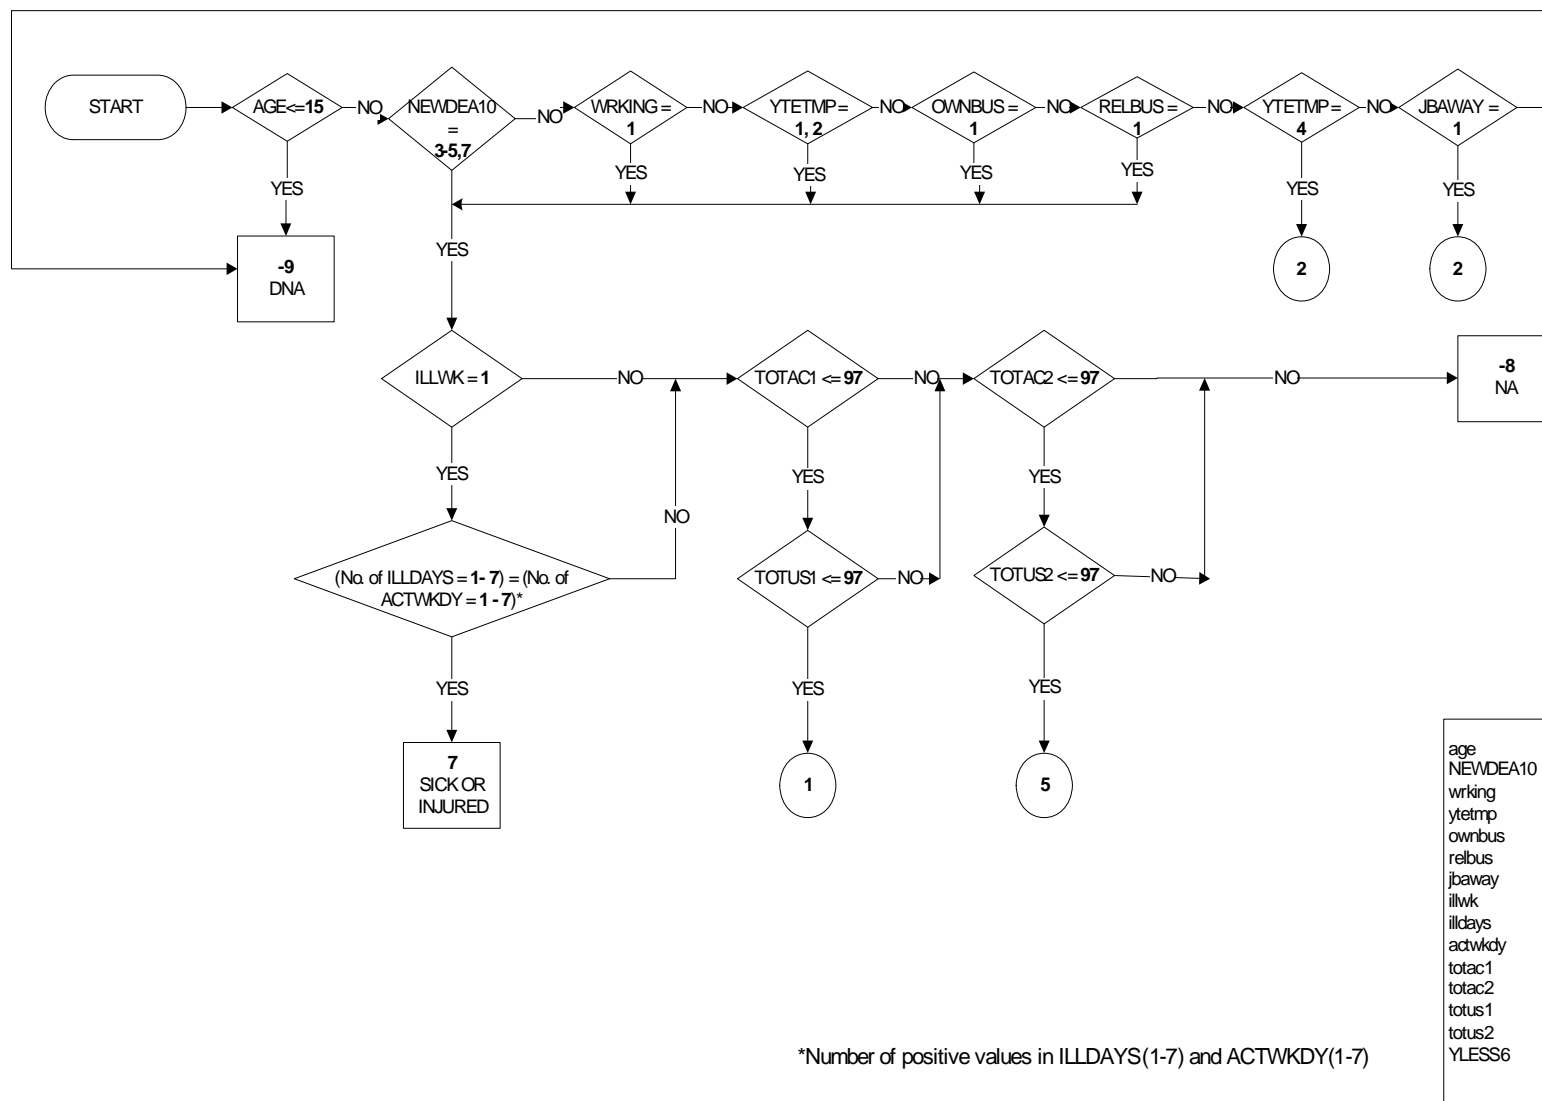 START
AGE<=15
NO
NEWDEA10
=
3-5,7
NO
WRKING =
1
NO
YTETMP =
1, 2
NO
OWNBUS =
1
NO
RELBUS =
1
NO
YTETMP =
4
NO
JBAWAY =
1
YES
YES
YES
YES
YES
YES
YES
YES
-9
DNA
2
2
ILLWK = 1
NO
TOTAC1 <= 97
NO
TOTAC2 <= 97
NO
-8
NA
YES
YES
YES
NO
(No. of ILLDAYS = 1- 7) = (No. of
ACTWKDY = 1 - 7)*
TOTUS1 <= 97
NO
TOTUS2 <= 97
NO
YES
YES
YES
7
SICK OR
INJURED
1
5
age
NEWDEA10
wrking
ytetmp
ownbus
relbus
jbaway
illwk
illdays
actwkdy
totac1
totac2
totus1
totus2
YLESS6
*Number of positive values in ILLDAYS(1-7) and ACTWKDY(1-7)